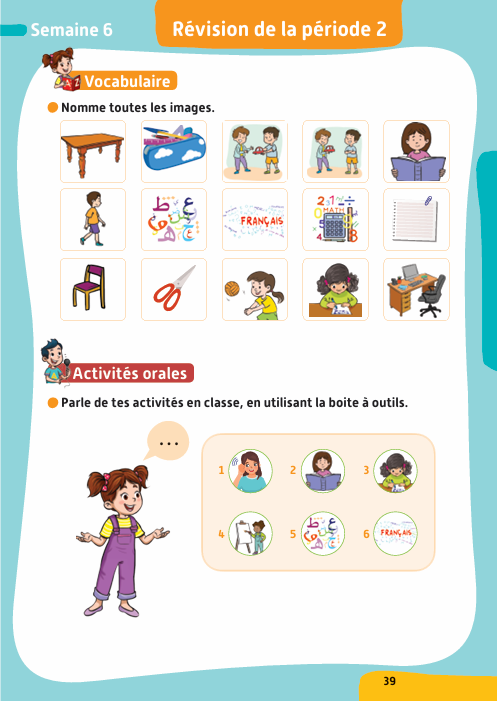 Semaine 6
Révision de la période 2
A Z
Vocabulaire
Nomme toutes les images.
FRANÇAIS
MATH
Activités orales
Parle de tes activités en classe, en utilisant la boite à outils.
...
1
2
3
4
5
6
FRANÇAIS
39